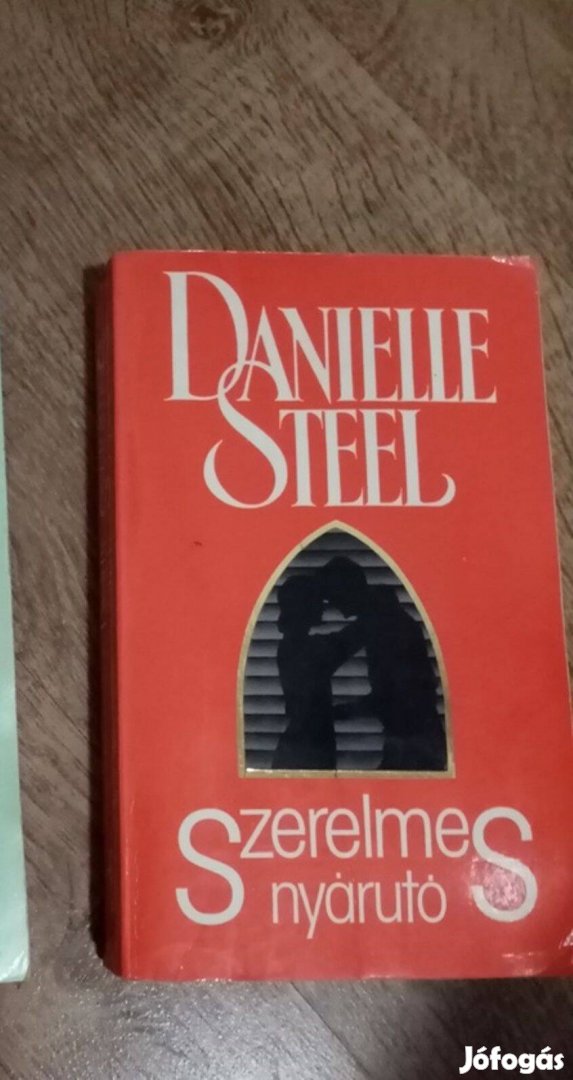 DANIELLE
STEEL
SzerelmeS
nyárutó
Jófogás